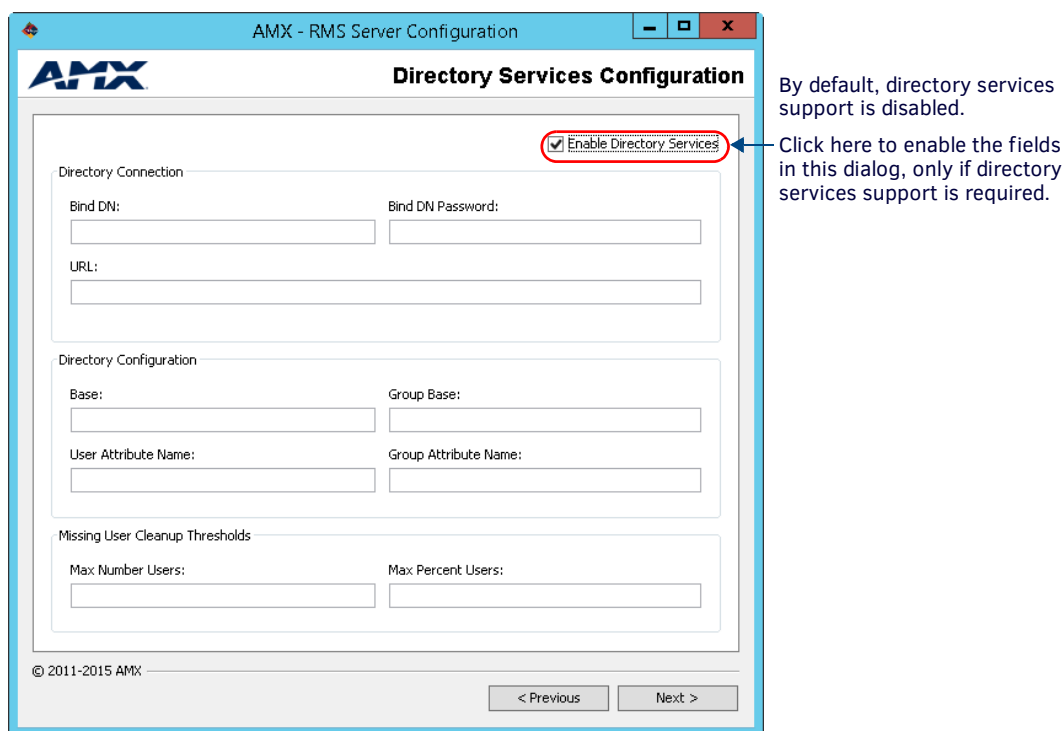 AMX - RMS Server Configuration
AMX
Directory Services Configuration
By default, directory services
support is disabled.
Enable Directory Services
Click here to enable the fields
in this dialog, only if directory
services support is required.
Directory Connection
Bind DN:
Bind DN Password:
URL:
Directory Configuration
Base:
Group Base:
User Attribute Name:
Group Attribute Name:
Missing User Cleanup Thresholds
Max Number Users:
Max Percent Users:
© 2011-2015 AMX
< Previous
Next >